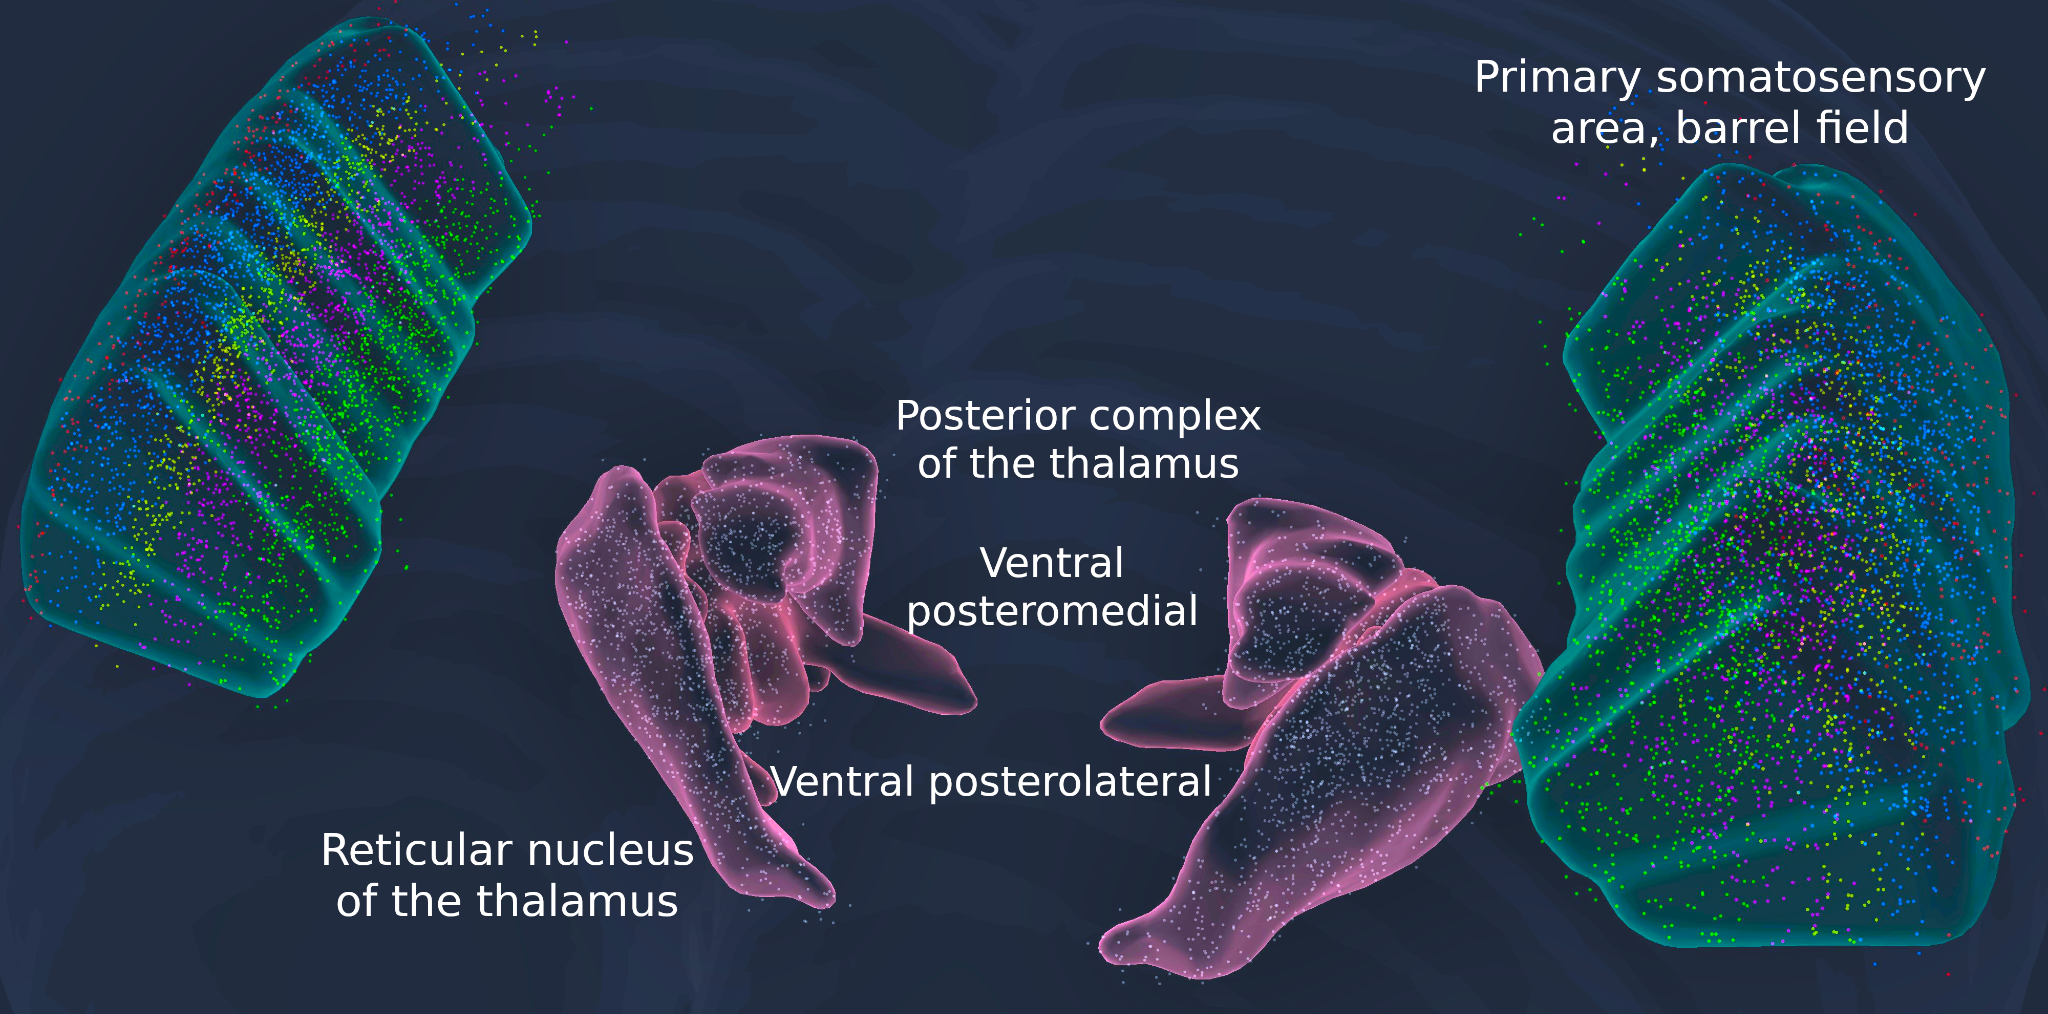 Primary somatosensory
area, barrel field
Posterior complex
of the thalamus
Ventral
posteromedial
Ventral posterolateral
Reticular nucleus
of the thalamus